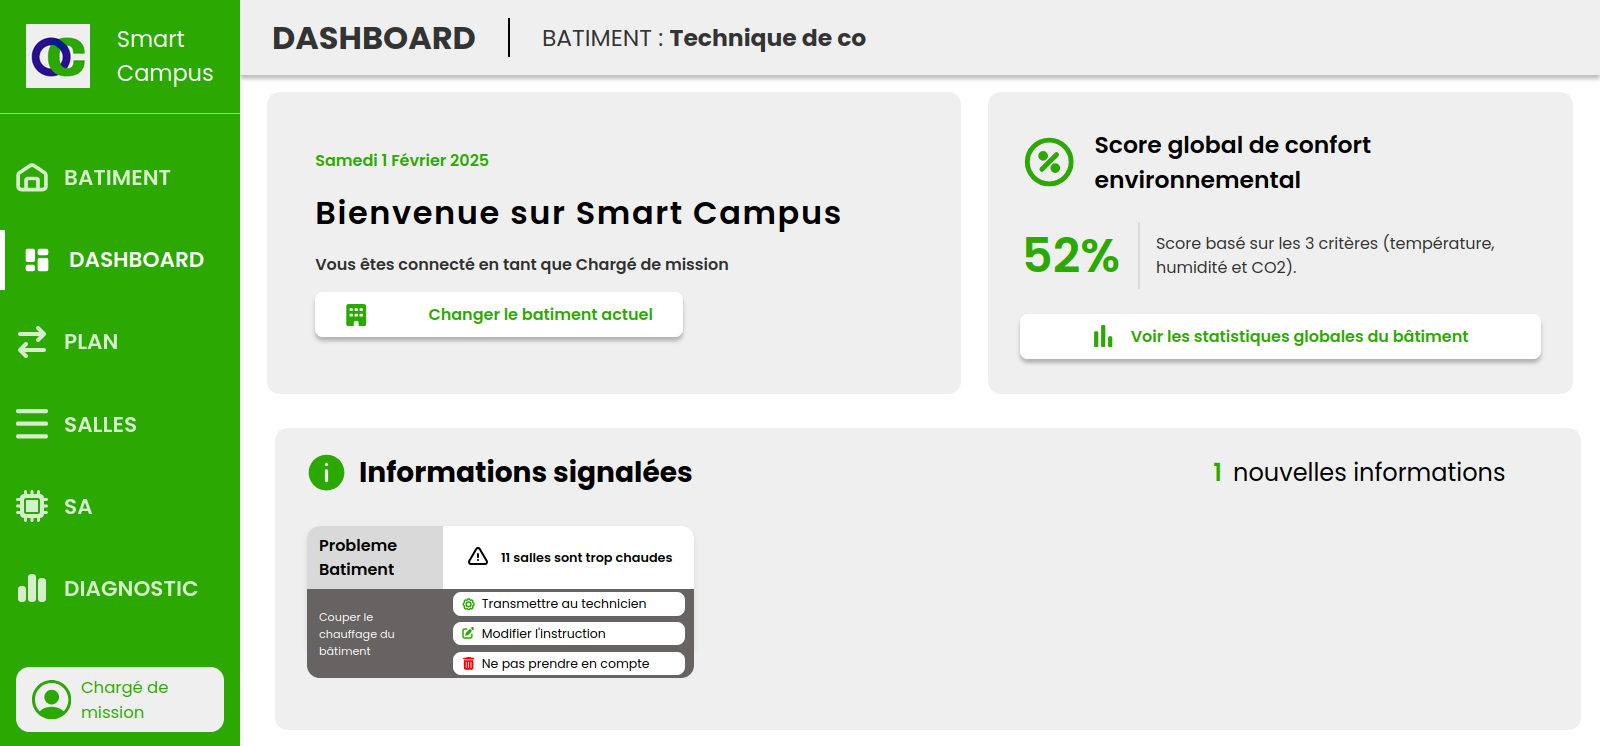 Smart
Campus
BATIMENT
DASHBOARD
PLAN
SALLES
SA
DIAGNOSTIC
Chargé de
mission
DASHBOARD
BATIMENT : Technique de co
Samedi 1 Février 2025
Bienvenue sur Smart Campus
Vous êtes connecté en tant que Chargé de mission
Changer le batiment actuel
Score global de confort
environnemental
52%
Score basé sur les 3 critères (température,
humidité et CO2).
Voir les statistiques globales du bâtiment
Informations signalées
1 nouvelles informations
Probleme
Batiment
11 salles sont trop chaudes
Couper le
chauffage du
bâtiment
Transmettre au technicien
Modifier l'instruction
Ne pas prendre en compte